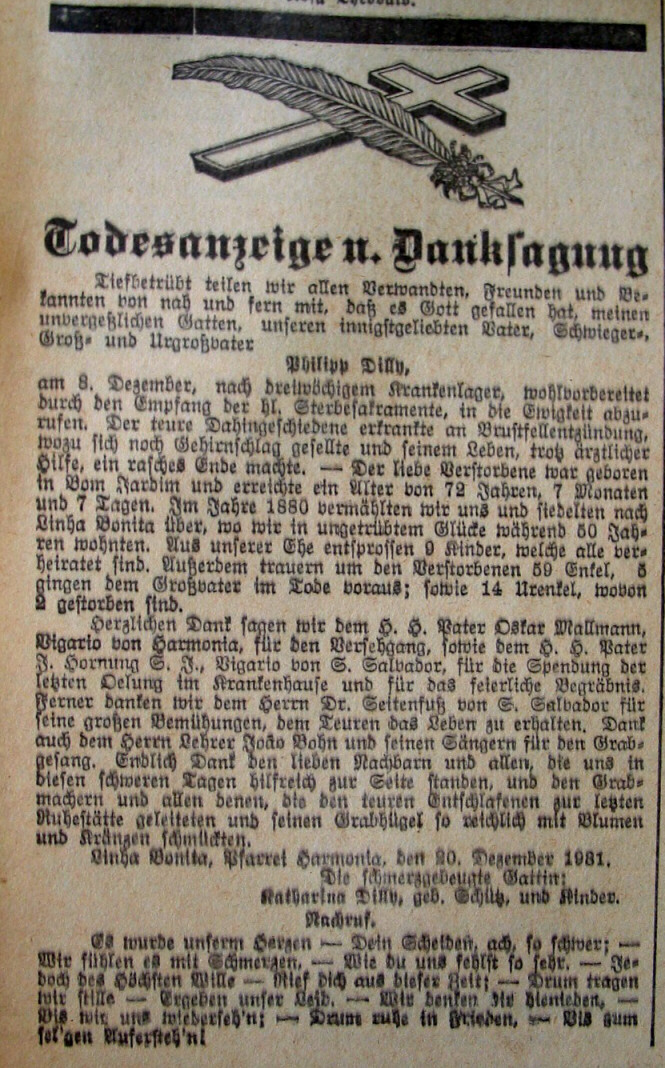 Todesanzeige u. Danksagung
Tiefbetrübt teilen wir allen Verwandten, Freunden und Be-
kannten von nah und fern mit, daß es Gott gefallen hat, meinen
unvergeßlichen Gatten, unseren innigstgeliebten Vater, Schwieger-,
Groß- und Urgroßvater
Philipp Dilly,
am 8. Dezember, nach dreiwöchigem Krankenlager, wohlvorbereitet
durch den Empfang der hl. Sterbesakramente, in die Ewigkeit abzu-
rufen. Der teure Dahingeschiedene erkrankte an Brustfellentzündung,
wozu sich noch Gehirnschlag gesellte und seinem Leben, trotz ärztlicher
Hilfe, ein rasches Ende machte. — Der liebe Verstorbene war geboren
in Bom Jardim und erreichte ein Alter von 72 Jahren, 7 Monaten
und 7 Tagen. Im Jahre 1880 vermählten wir uns und siedelten nach
Linha Bonita über, wo wir in ungetrübtem Glücke während 50 Jah-
ren wohnten. Aus unserer Ehe entsprossen 9 Kinder, welche alle ver-
heiratet sind. Außerdem trauern um den Verstorbenen 59 Enkel, 5
gingen dem Großvater im Tode voraus; sowie 14 Urenkel, wovon
2 gestorben sind.
Herzlichen Dank sagen wir dem H. H. Pater Oskar Mallmann,
Vigario von Harmonia, für den Versehgang, sowie dem H. H. Pater
J. Hornung S. J., Vigario von S. Salvador, für die Spendung der
letzten Oelung im Krankenhause und für das feierliche Begräbnis.
Ferner danken wir dem Herrn Dr. Seitenfuß von S. Salvador für
seine großen Bemühungen, dem Teuren das Leben zu erhalten. Dank
auch dem Herrn Lehrer João Bohn und seinen Sängern für den Grab-
gesang. Endlich Dank den lieben Nachbarn und allen, die uns in
diesen schweren Tagen hilfreich zur Seite standen, und den Grab-
machern und allen denen, die den teuren Entschlafenen zur letzten
Ruhestätte geleiteten und seinen Grabhügel so reichlich mit Blumen
und Kränzen schmückten.
Linha Bonita, Pfarrei Harmonia, den 20. Dezember 1931.
Die schmerzgebeugte Gattin:
Katharina Dilly, geb. Schütz, und Kinder.
Nachruf.
Es wurde unserm Herzen — Dein Scheiden, ach, so schwer; —
Wir fühlen es mit Schmerzen, — Wie du uns fehlst so sehr. — Je-
doch des Höchsten Wille — Rief dich aus dieser Zeit; — Drum tragen
wir stille — Ergeben unser Leid. — Wir denken dir hienieden, —
Bis wir uns wiederseh'n; — Drum ruhe in Frieden, — Bis zum
sel'gen Aufersteh'n!